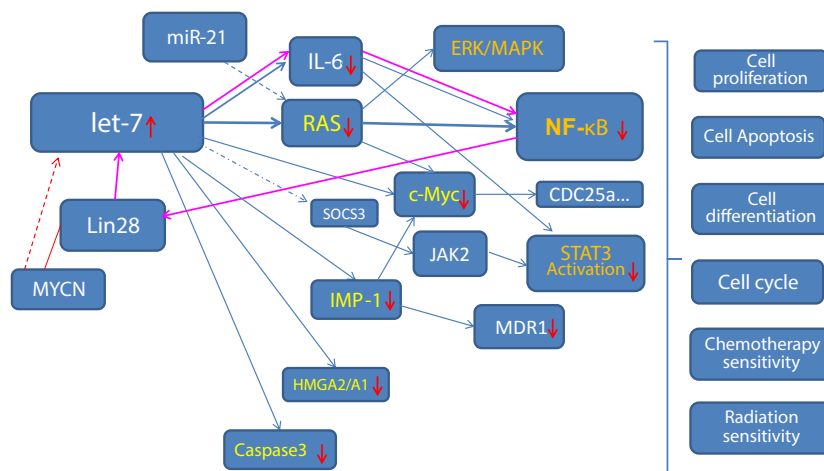 miR-21
IL-6
ERK/MAPK
Cell
proliferation
let-7
RAS
NF-κB
Cell Apoptosis
c-Myc
CDC25a...
Cell
differentiation
Lin28
SOCS3
JAK2
STAT3
Activation
MYCN
IMP-1
MDR1
Cell cycle
Chemotherapy
sensitivity
HMGA2/A1
Caspase3
Radiation
sensitivity